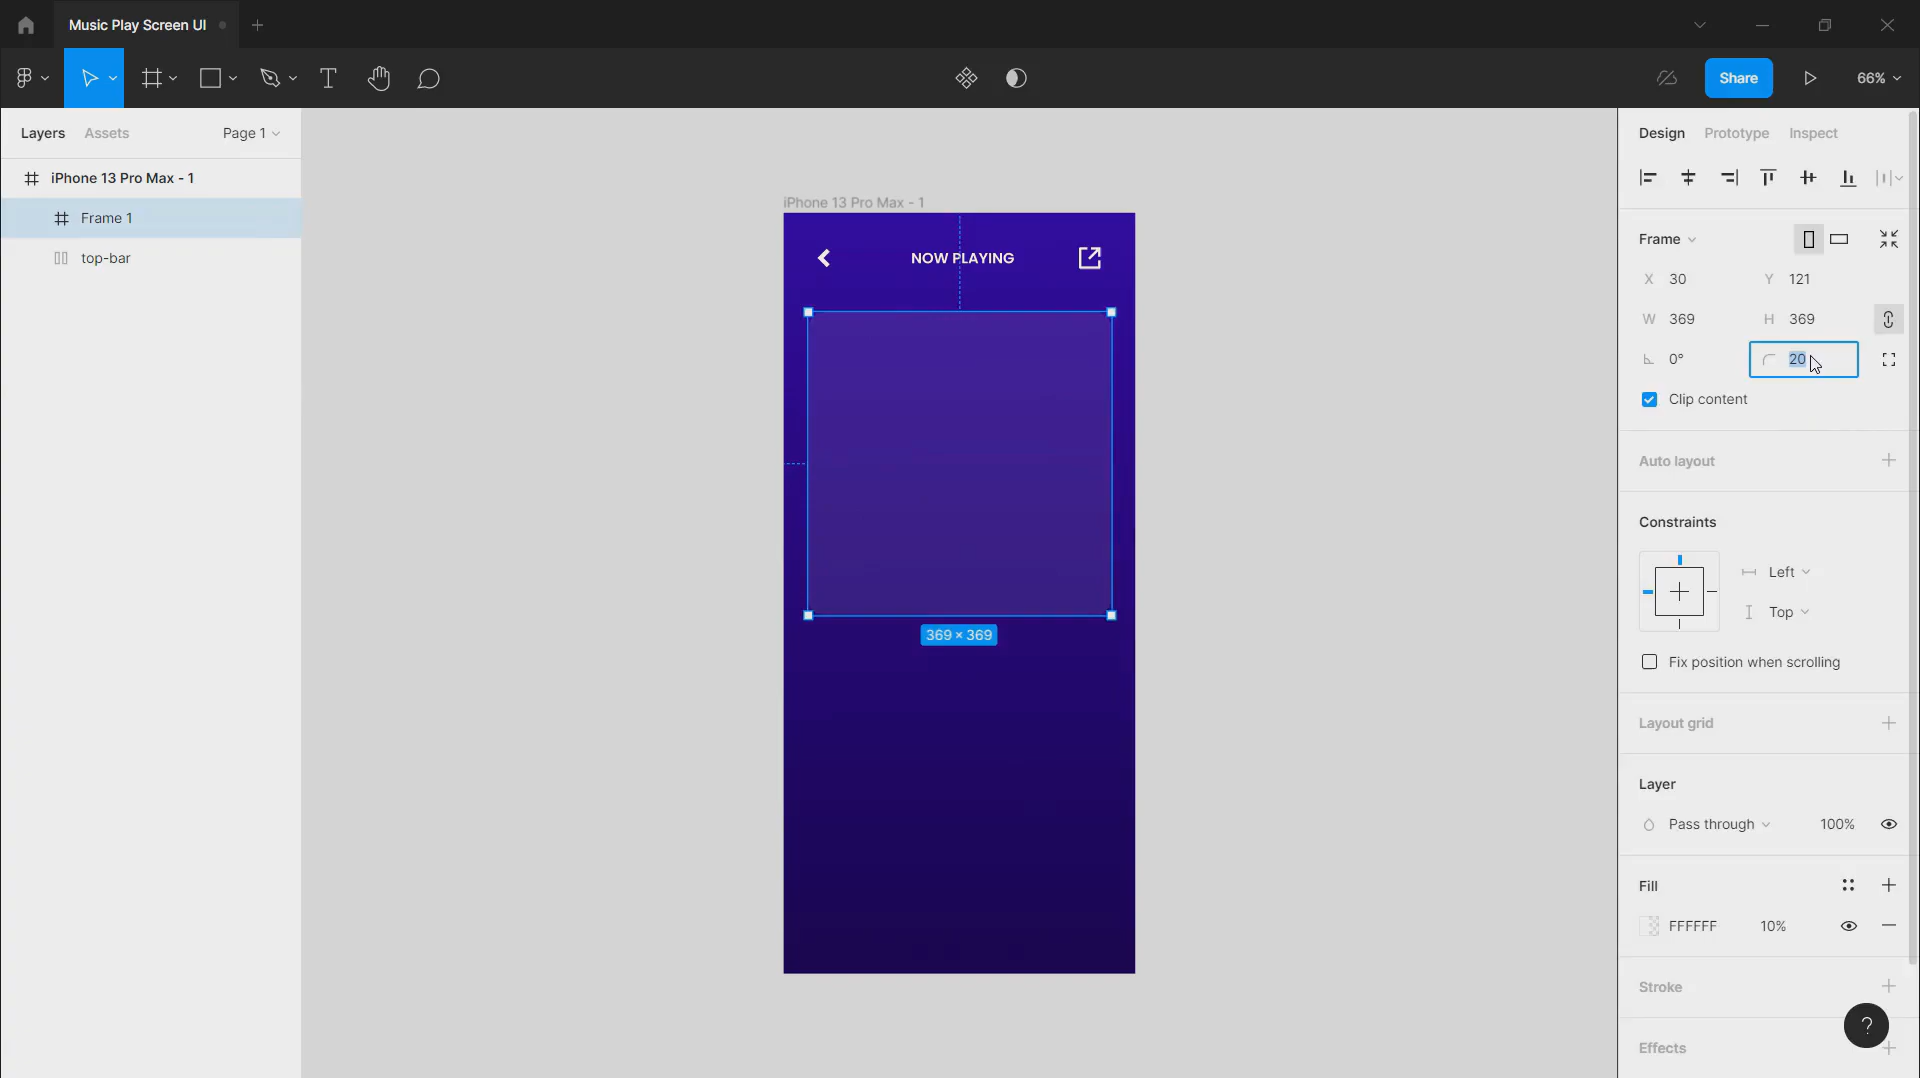 Music Play Screen UI
Share
66%
Layers
Assets
Page 1
iPhone 13 Pro Max - 1
Frame 1
top-bar
iPhone 13 Pro Max - 1
NOW PLAYING
369 × 369
Design
Prototype
Inspect
Frame
X 30
Y 121
W 369
H 369
0°
20
Clip content
Auto layout
Constraints
Left
Top
Fix position when scrolling
Layout grid
Layer
Pass through
100%
Fill
FFFFFF
10%
Stroke
?
Effects